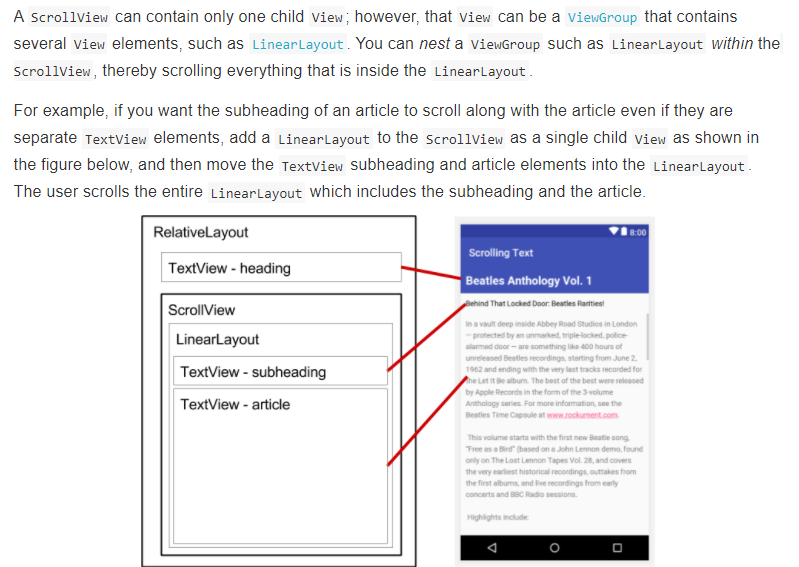 A ScrollView can contain only one child View; however, that View can be a ViewGroup that contains
several View elements, such as LinearLayout. You can nest a ViewGroup such as LinearLayout within the
ScrollView, thereby scrolling everything that is inside the LinearLayout.
For example, if you want the subheading of an article to scroll along with the article even if they are
separate TextView elements, add a LinearLayout to the ScrollView as a single child View as shown in
the figure below, and then move the TextView subheading and article elements into the LinearLayout.
The user scrolls the entire LinearLayout which includes the subheading and the article.
RelativeLayout
TextView - heading
ScrollView
LinearLayout
TextView - subheading
TextView - article
8:00
Scrolling Text
Beatles Anthology Vol. 1
Behind That Locked Door: Beatles Rarities!
In a vault deep inside Abbey Road Studios in London
— protected by an unmarked, triple-locked, police-
alarmed door — are something like 400 hours of
unreleased Beatles recordings, starting from June 2,
1962 and ending with the very last tracks recorded for
the Let It Be album. The best of the best were released
by Apple Records in the form of the 3-volume
Anthology series. For more information, see the
Beatles Time Capsule at www.rockument.com.
This volume starts with the first new Beatle song,
"Free as a Bird" (based on a John Lennon demo, found
only on The Lost Lennon Tapes Vol. 28, and covers
the very earliest historical recordings, outtakes from
the first albums, and live recordings from early
concerts and BBC Radio sessions.
Highlights include: